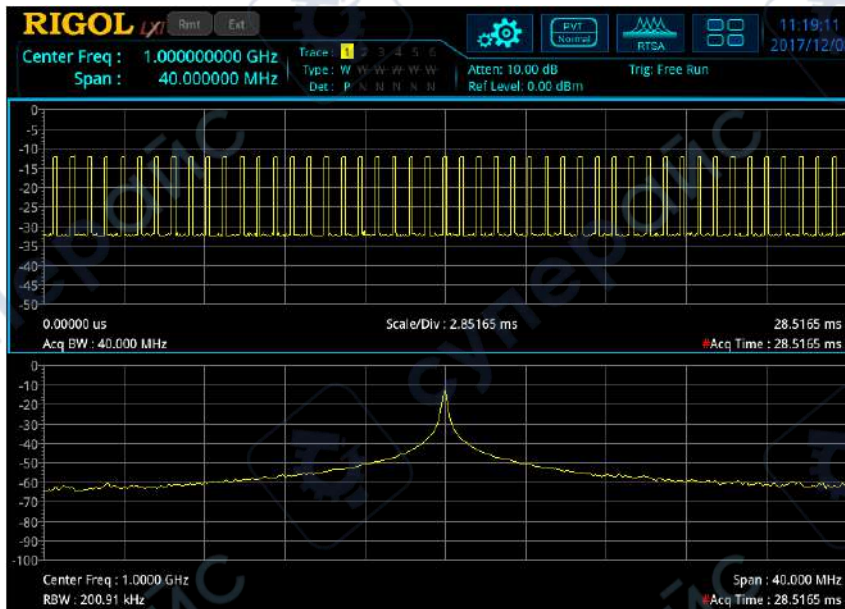 RIGOL LXI Rmt Ext
11:19:11
2017/12/0
Center Freq : 1.000000000 GHz
Span : 40.000000 MHz
Trace : 1 2 3 4 5 6
Type : W W W W W W
Det : P N N N N N
PVT
Normal
RTSA
Atten: 10.00 dB
Trig: Free Run
Ref Level: 0.00 dBm
0
-5
-10
-15
-20
-25
-30
-35
-40
-45
-50
0.00000 us
Scale/Div : 2.85165 ms
28.5165 ms
Acq BW : 40.000 MHz
#Acq Time : 28.5165 ms
0
-10
-20
-30
-40
-50
-60
-70
-80
-90
-100
Center Freq : 1.0000 GHz
Span : 40.000 MHz
RBW : 200.91 kHz
#Acq Time : 28.5165 ms
суперайс